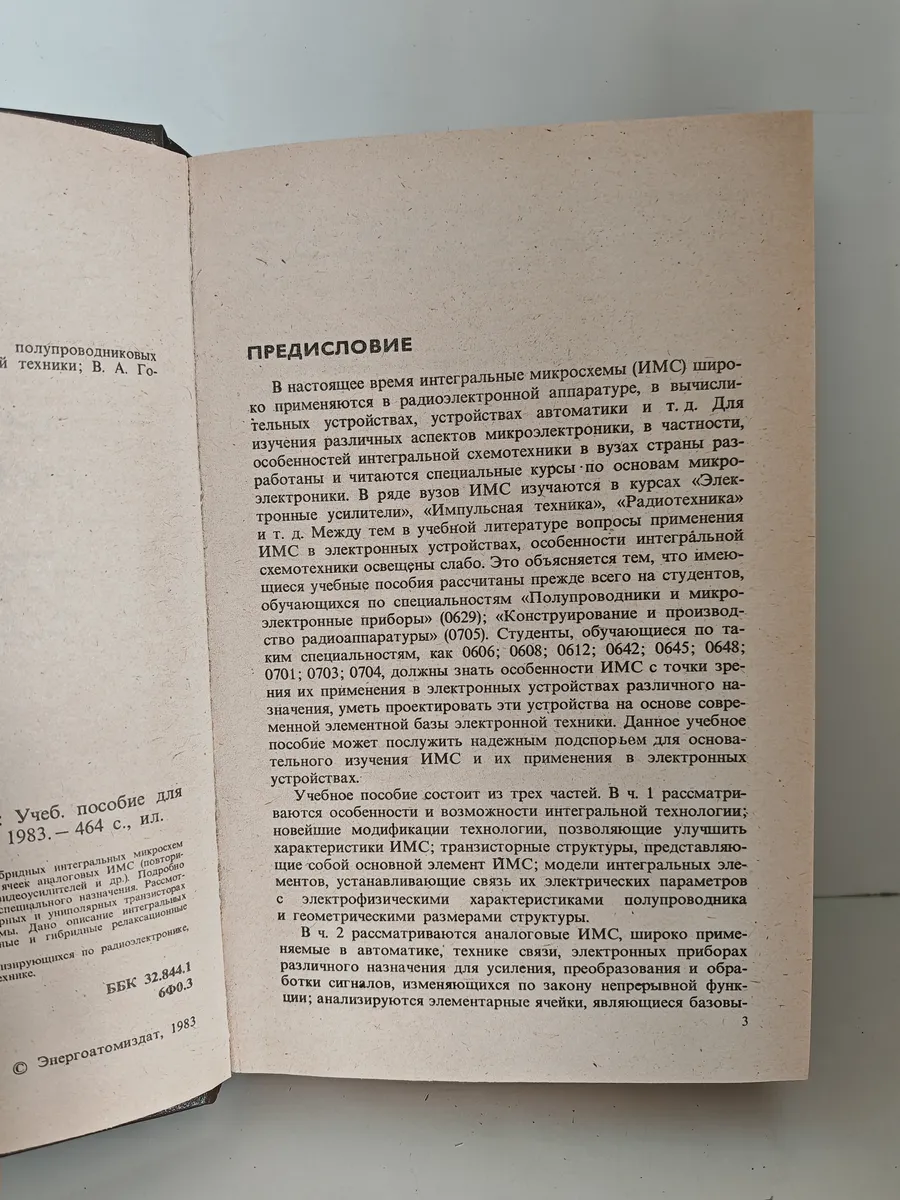 полупроводниковых
й техники; В. А. Го-
: Учеб. пособие для
1983.— 464 с., ил.
бридных интегральных микросхем
ячеек аналоговых ИМС (повтори-
видеоусилителей и др.). Подробно
специального назначения. Рассмот-
рных и униполярных транзисторах
мы. Дано описание интегральных
ные и гибридные релаксационные
изирующихся по радиоэлектронике,
технике.
ББК 32.844.1
6Ф0.3
© Энергоатомиздат, 1983
ПРЕДИСЛОВИЕ
В настоящее время интегральные микросхемы (ИМС) широ-
ко применяются в радиоэлектронной аппаратуре, в вычисли-
тельных устройствах, устройствах автоматики и т. д. Для
изучения различных аспектов микроэлектроники, в частности,
особенностей интегральной схемотехники в вузах страны раз-
работаны и читаются специальные курсы по основам микро-
электроники. В ряде вузов ИМС изучаются в курсах «Элек-
тронные усилители», «Импульсная техника», «Радиотехника»
и т. д. Между тем в учебной литературе вопросы применения
ИМС в электронных устройствах, особенности интегральной
схемотехники освещены слабо. Это объясняется тем, что имею-
щиеся учебные пособия рассчитаны прежде всего на студентов,
обучающихся по специальностям «Полупроводники и микро-
электронные приборы» (0629); «Конструирование и производ-
ство радиоаппаратуры» (0705). Студенты, обучающиеся по та-
ким специальностям, как 0606; 0608; 0612; 0642; 0645; 0648;
0701; 0703; 0704, должны знать особенности ИМС с точки зре-
ния их применения в электронных устройствах различного на-
значения, уметь проектировать эти устройства на основе совре-
менной элементной базы электронной техники. Данное учебное
пособие может послужить надежным подспорьем для основа-
тельного изучения ИМС и их применения в электронных
устройствах.
Учебное пособие состоит из трех частей. В ч. 1 рассматри-
ваются особенности и возможности интегральной технологии;
новейшие модификации технологии, позволяющие улучшить
характеристики ИМС; транзисторные структуры, представляю-
щие собой основной элемент ИМС; модели интегральных эле-
ментов, устанавливающие связь их электрических параметров
с электрофизическими характеристиками полупроводника
и геометрическими размерами структуры.
В ч. 2 рассматриваются аналоговые ИМС, широко приме-
няемые в автоматике, технике связи, электронных приборах
различного назначения для усиления, преобразования и обра-
ботки сигналов, изменяющихся по закону непрерывной функ-
ции; анализируются элементарные ячейки, являющиеся базовы-
3